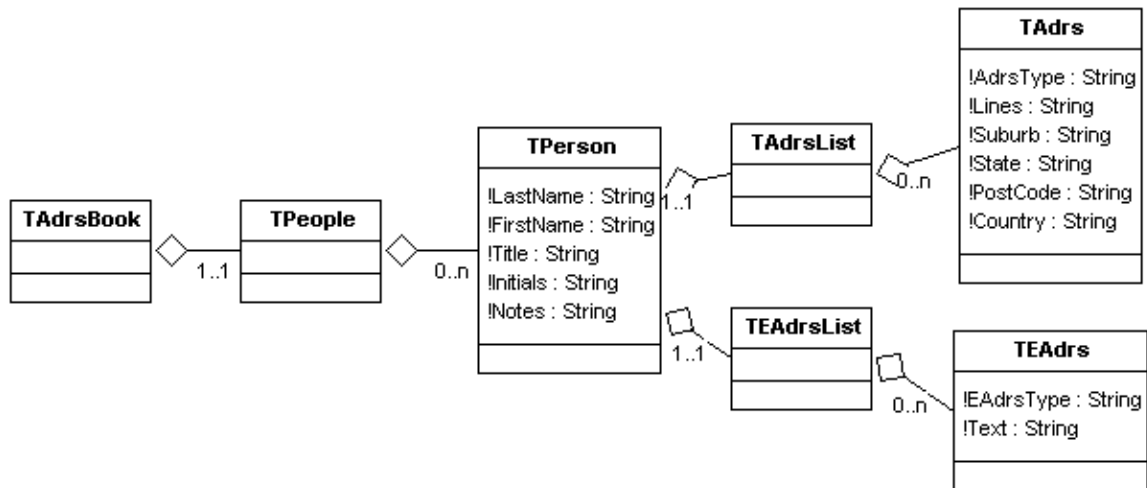 TAdrsBook
1..1
TPeople
0..n
TPerson
!LastName : String
!FirstName : String
!Title : String
!Initials : String
!Notes : String
1..1
TAdrsList
0..n
TAdrs
!AdrsType : String
!Lines : String
!Suburb : String
!State : String
!PostCode : String
!Country : String
1..1
TEAdrsList
0..n
TEAdrs
!EAdrsType : String
!Text : String